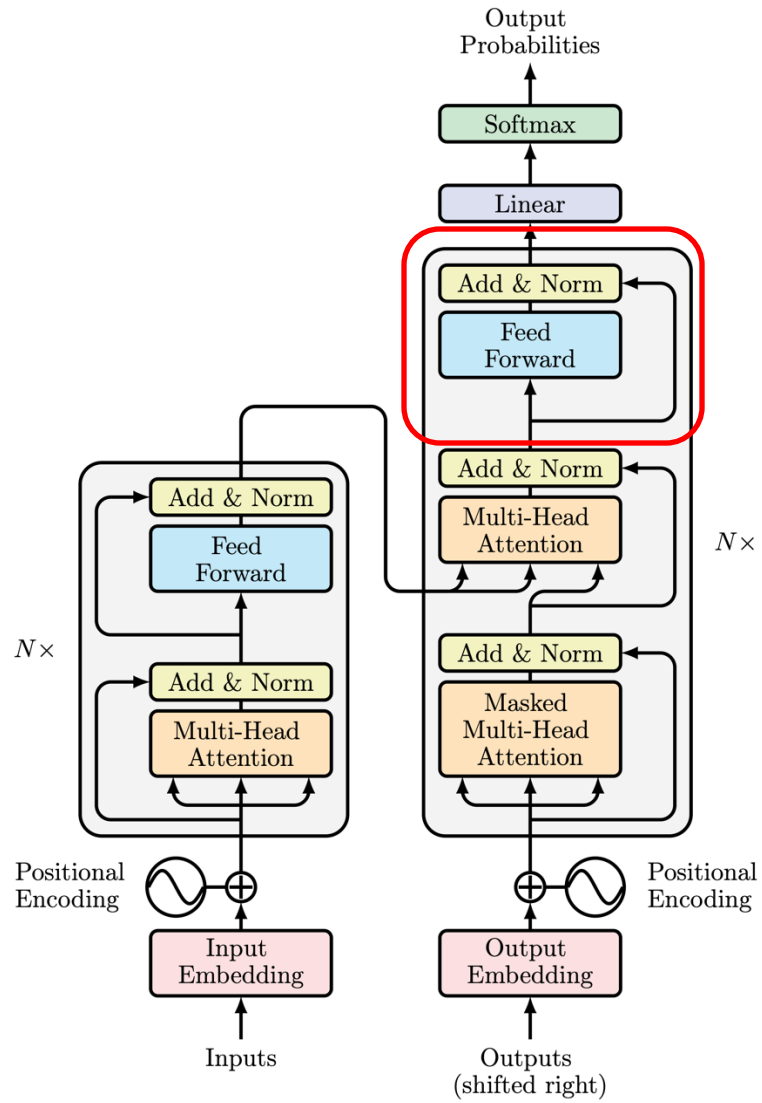 Output
Probabilities
Softmax
Linear
Add & Norm
Feed
Forward
Add & Norm
Multi-Head
Attention
N×
Add & Norm
Masked
Multi-Head
Attention
Add & Norm
Feed
Forward
N×
Add & Norm
Multi-Head
Attention
Positional
Encoding
Positional
Encoding
Input
Embedding
Output
Embedding
Inputs
Outputs
(shifted right)